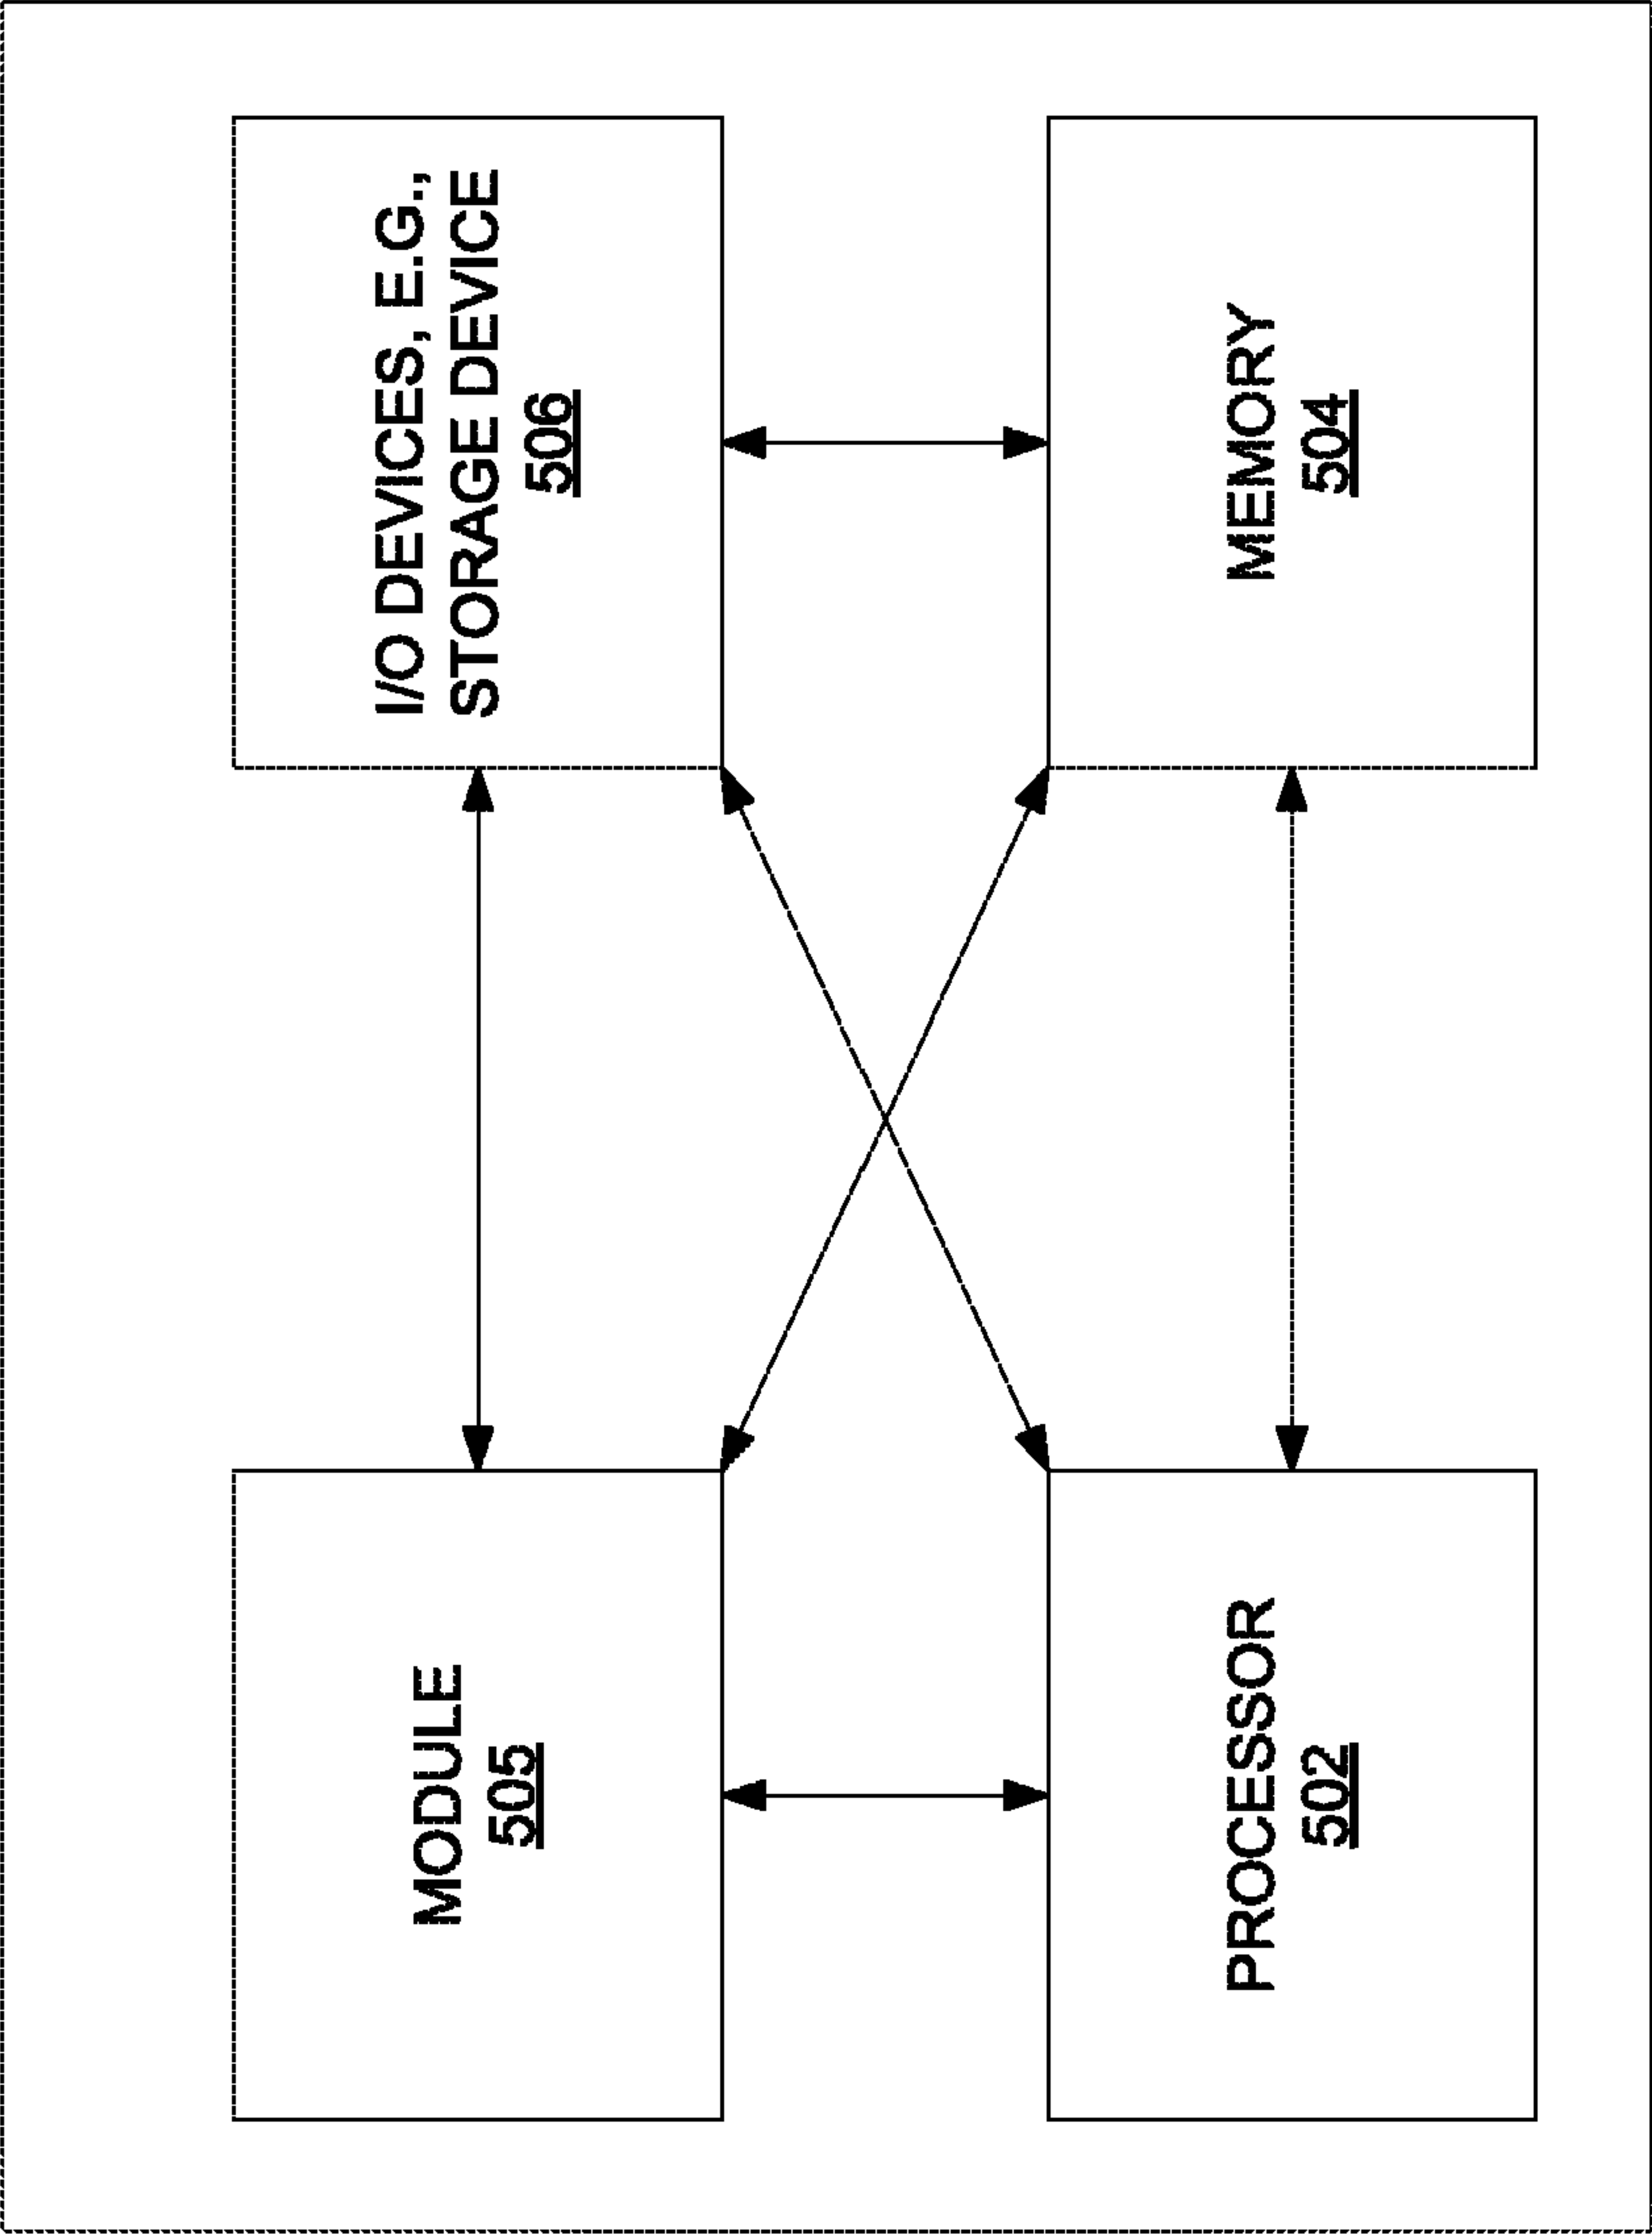 MODULE
505
I/O DEVICES, E.G.,
STORAGE DEVICE
506
PROCESSOR
502
MEMORY
504